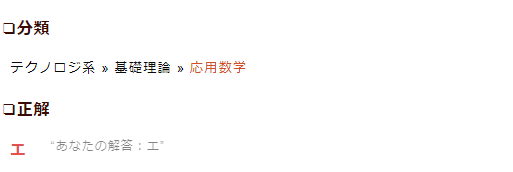 ❏分類
テクノロジ系 » 基礎理論 » 応用数学
❏正解
エ “あなたの解答：エ”